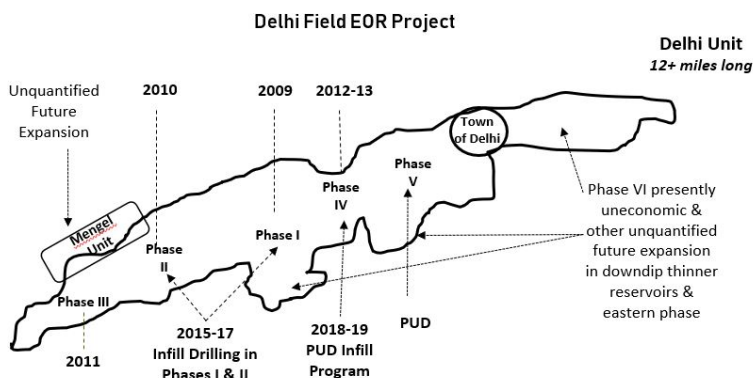 Delhi Field EOR Project
Delhi Unit
12+ miles long
Unquantified
Future
Expansion
2010
2009
2012-13
Town
of Delhi
Mengel
Unit
Phase
II
Phase I
Phase
IV
Phase
V
Phase III
2011
2015-17
Infill Drilling in
Phases I & II
2018-19
PUD Infill
Program
PUD
Phase VI presently
uneconomic &
other unquantified
future expansion
in downdip thinner
reservoirs &
eastern phase